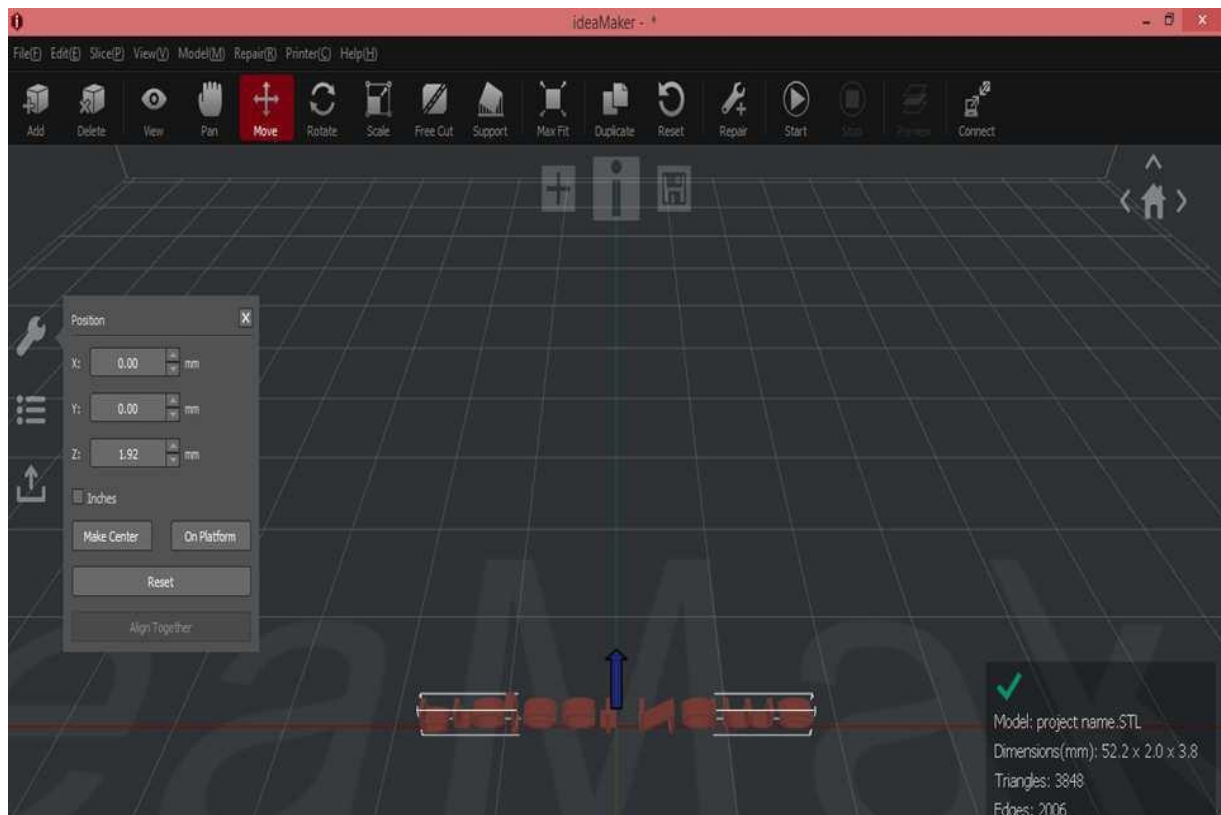 ideaMaker - *
File(F) Edit(E) Slice(P) View(V) Model(M) Repair(R) Printer(C) Help(H)
Add Delete View Pan Move Rotate Scale Free Cut Support Max Fit Duplicate Reset Repair Start Stop Preview Connect
Position
X: 0.00 mm
Y: 0.00 mm
Z: 1.92 mm
Inches
Make Center On Platform
Reset
Align Together
eaMak
Model: project name.STL
Dimensions(mm): 52.2 x 2.0 x 3.8
Triangles: 3848
Edges: 2006